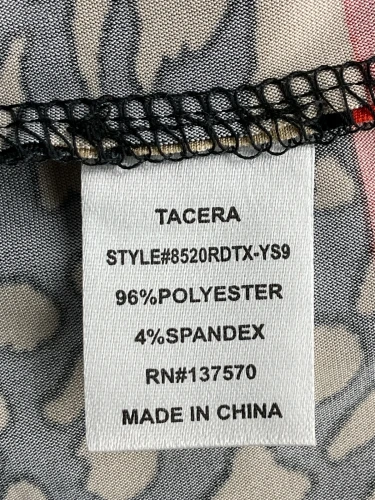 TACERA
STYLE#8520RDTX-YS9
96%POLYESTER
4%SPANDEX
RN#137570
MADE IN CHINA